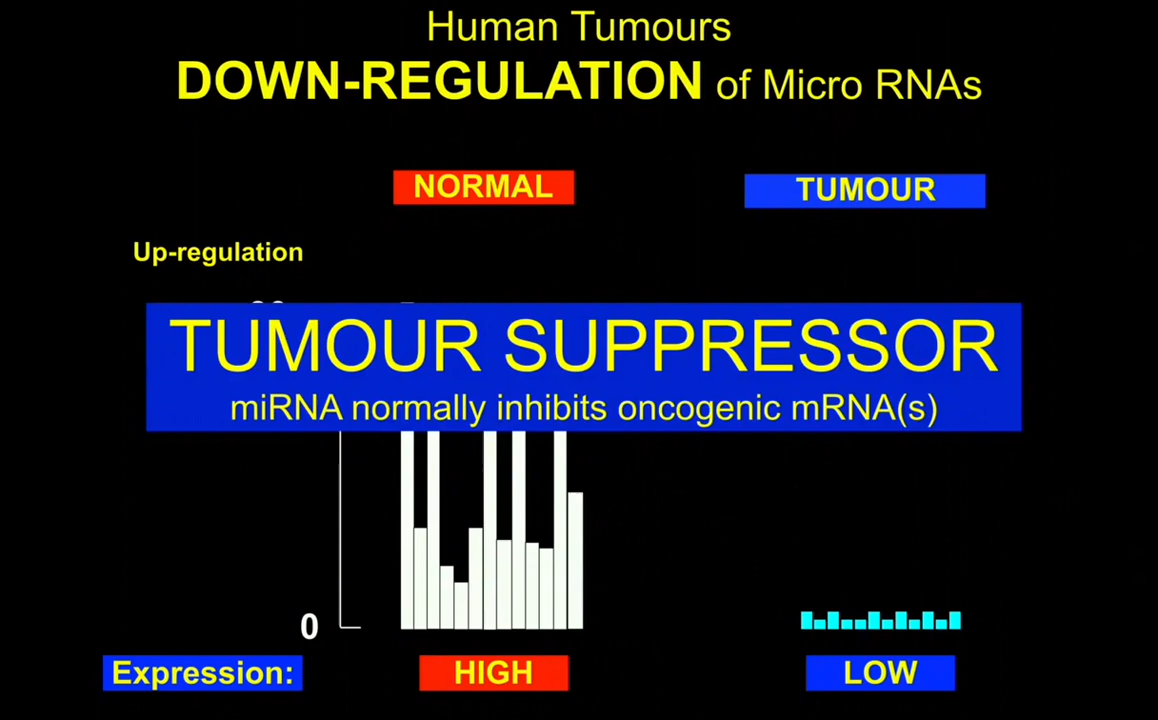 Human Tumours
DOWN-REGULATION of Micro RNAs
NORMAL
TUMOUR
Up-regulation
TUMOUR SUPPRESSOR
miRNA normally inhibits oncogenic mRNA(s)
0
Expression:
HIGH
LOW